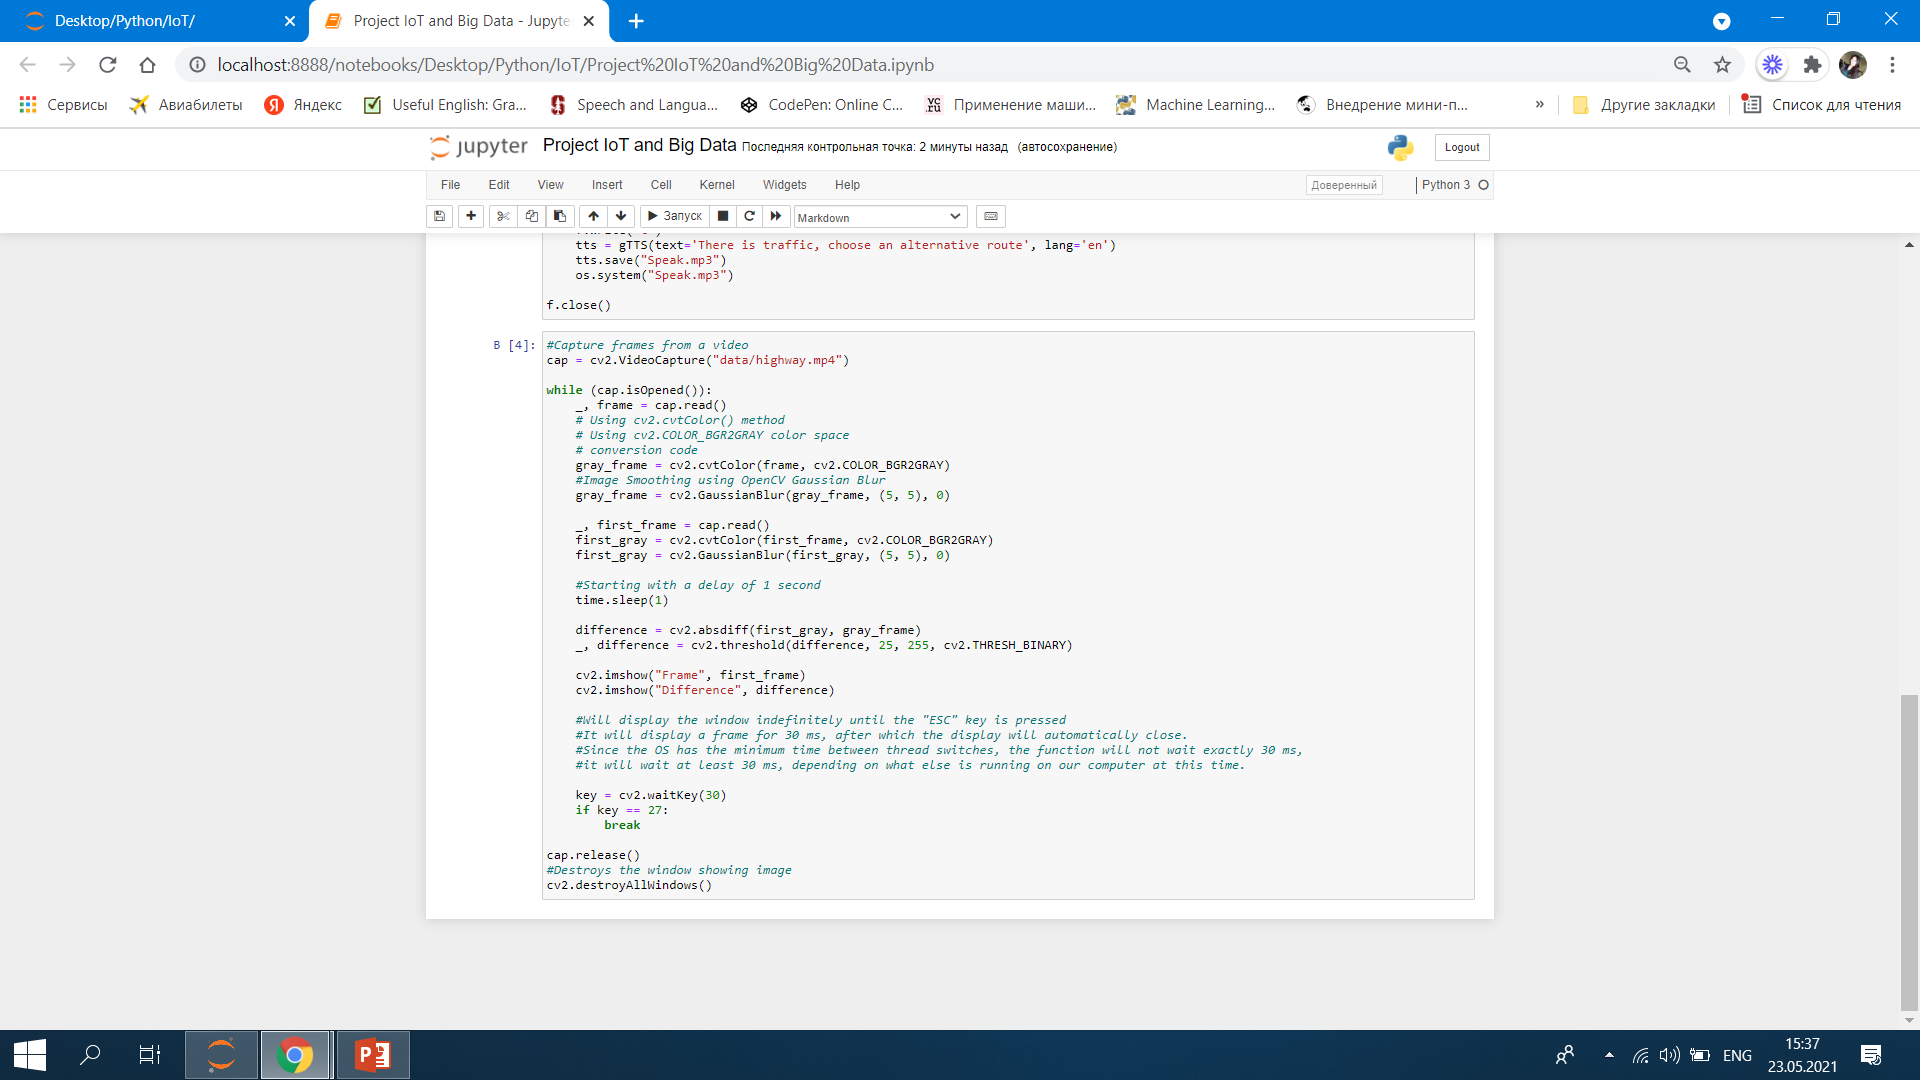 Desktop/Python/IoT/
Project IoT and Big Data - Jupyte
localhost:8888/notebooks/Desktop/Python/IoT/Project%20IoT%20and%20Big%20Data.ipynb
Сервисы
Авиабилеты
Яндекс
Useful English: Gra...
Speech and Langua...
CodePen: Online C...
Применение маши...
Machine Learning...
Внедрение мини-п...
»
Другие закладки
Список для чтения
jupyter
Project IoT and Big Data Последняя контрольная точка: 2 минуты назад (автосохранение)
Logout
File Edit View Insert Cell Kernel Widgets Help
Доверенный
Python 3
Запуск
Markdown
tts = gTTS(text='There is traffic, choose an alternative route', lang='en')
tts.save("Speak.mp3")
os.system("Speak.mp3")
f.close()
В [4]:
#Capture frames from a video
cap = cv2.VideoCapture("data/highway.mp4")
while (cap.isOpened()):
_, frame = cap.read()
# Using cv2.cvtColor() method
# Using cv2.COLOR_BGR2GRAY color space
# conversion code
gray_frame = cv2.cvtColor(frame, cv2.COLOR_BGR2GRAY)
#Image Smoothing using OpenCV Gaussian Blur
gray_frame = cv2.GaussianBlur(gray_frame, (5, 5), 0)
_, first_frame = cap.read()
first_gray = cv2.cvtColor(first_frame, cv2.COLOR_BGR2GRAY)
first_gray = cv2.GaussianBlur(first_gray, (5, 5), 0)
#Starting with a delay of 1 second
time.sleep(1)
difference = cv2.absdiff(first_gray, gray_frame)
_, difference = cv2.threshold(difference, 25, 255, cv2.THRESH_BINARY)
cv2.imshow("Frame", first_frame)
cv2.imshow("Difference", difference)
#Will display the window indefinitely until the "ESC" key is pressed
#It will display a frame for 30 ms, after which the display will automatically close.
#Since the OS has the minimum time between thread switches, the function will not wait exactly 30 ms,
#it will wait at least 30 ms, depending on what else is running on our computer at this time.
key = cv2.waitKey(30)
if key == 27:
break
cap.release()
#Destroys the window showing image
cv2.destroyAllWindows()
ENG
15:37
23.05.2021